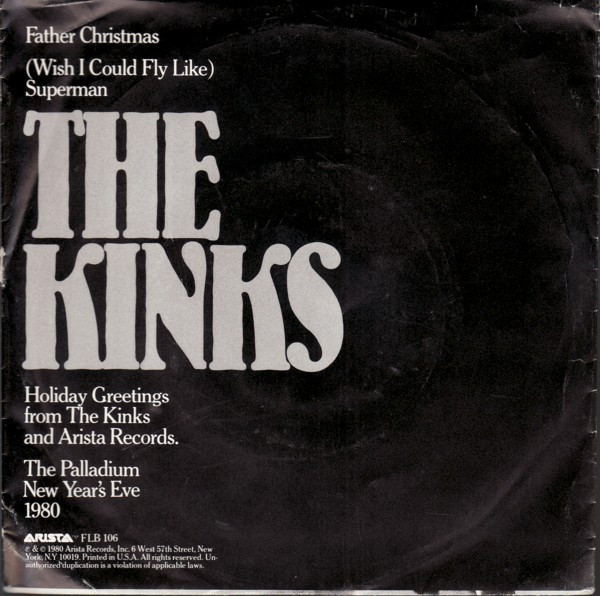 Father Christmas
(Wish I Could Fly Like)
Superman
THE
KINKS
Holiday Greetings
from The Kinks
and Arista Records.
The Palladium
New Year's Eve
1980
ARISTA™ FLB 106
℗ & © 1980 Arista Records, Inc. 6 West 57th Street, New
York, NY 10019. Printed in U.S.A. All rights reserved. Un-
authorized duplication is a violation of applicable laws.